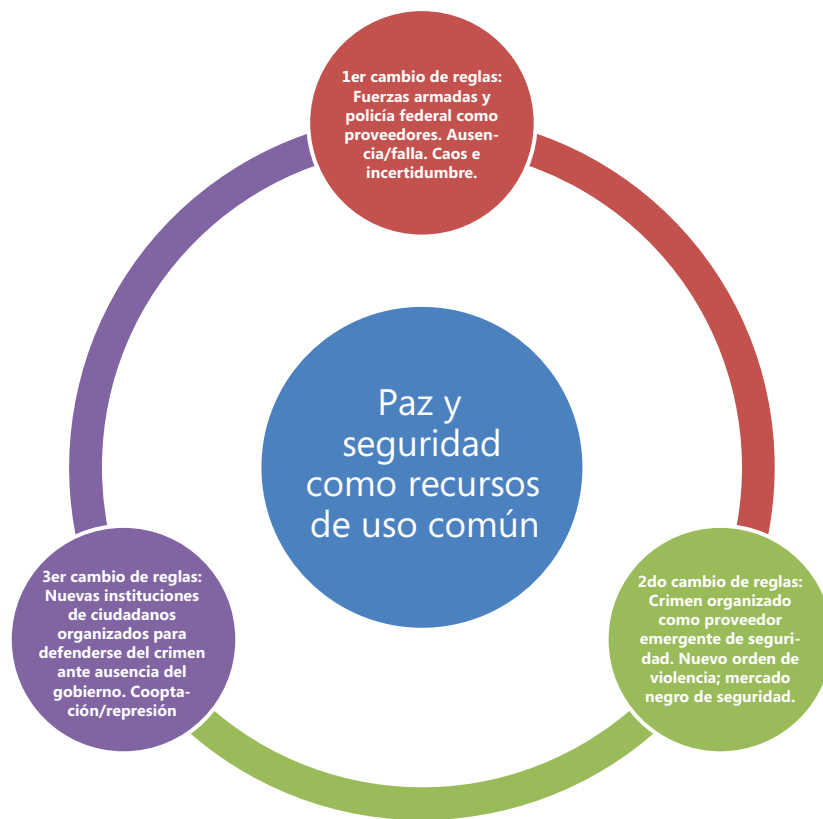 1er cambio de reglas:
Fuerzas armadas y
policía federal como
proveedores. Ausen-
cia/falla. Caos e
incertidumbre.
Paz y
seguridad
como recursos
de uso común
3er cambio de reglas:
Nuevas instituciones
de ciudadanos
organizados para
defenderse del crimen
ante ausencia del
gobierno. Coopta-
ción/represión
2do cambio de reglas:
Crimen organizado
como proveedor
emergente de seguri-
dad. Nuevo orden de
violencia; mercado
negro de seguridad.